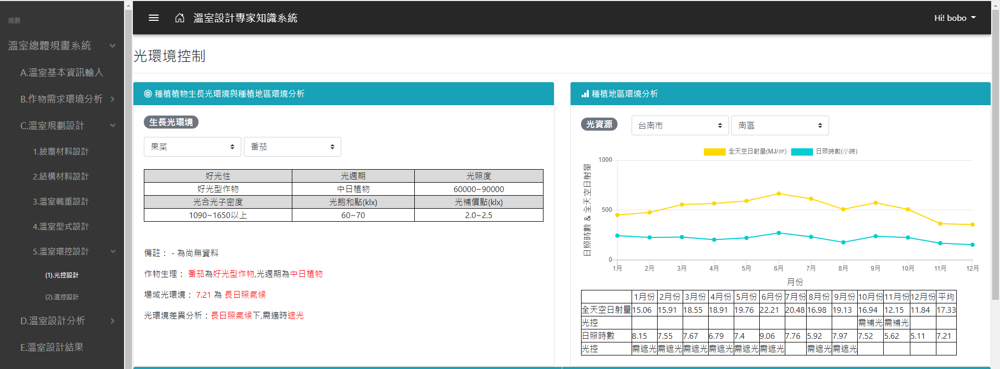 規劃
溫室總體規畫系統
A.溫室基本資訊輸入
B.作物需求環境分析
C.溫室規劃設計
1.披覆材料設計
2.結構材料設計
3.溫室載重設計
4.溫室型式設計
5.溫室環控設計
(1).光控設計
(2).溫控設計
D.溫室設計分析
E.溫室設計結果
溫室設計專家知識系統
Hi! bobo
光環境控制
種植植物生長光環境與種植地區環境分析
生長光環境
果菜 番茄
好光性 光週期 光照度
好光型作物 中日植物 60000~90000
光合光子密度 光飽和點(klx) 光補償點(klx)
1090~1650以上 60~70 2.0~2.5
備註： - 為尚無資料
作物生理： 番茄為好光型作物,光週期為中日植物
場域光環境： 7.21 為 長日照氣候
光環境差異分析：長日照氣候下,需適時遮光
種植地區環境分析
光資源 台南市 南區
全天空日射量(MJ/㎡) 日照時數(小時)
日照時數 & 全天空日射量
1000
500
0
1月 2月 3月 4月 5月 6月 7月 8月 9月 10月 11月 12月
月份
1月份 2月份 3月份 4月份 5月份 6月份 7月份 8月份 9月份 10月份 11月份 12月份 平均
全天空日射量 15.06 15.91 18.55 18.91 19.76 22.21 20.48 16.98 19.13 16.94 12.15 11.84 17.33
光控 需補光 需補光
日照時數 8.15 7.55 7.67 6.79 7.4 9.06 7.76 5.92 7.97 7.52 5.62 5.11 7.21
光控 需遮光 需遮光 需遮光 需遮光 需遮光 需遮光 需遮光 需遮光